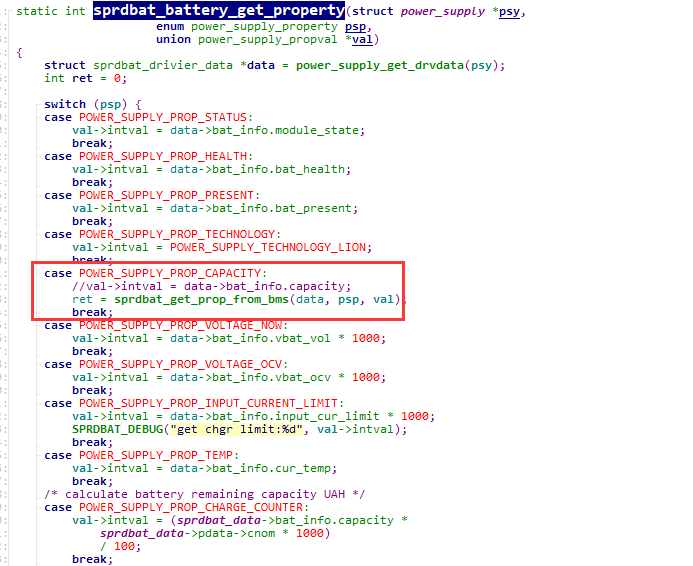 static int sprdbat_battery_get_property(struct power_supply *psy,
enum power_supply_property psp,
union power_supply_propval *val)
{
struct sprdbat_drivier_data *data = power_supply_get_drvdata(psy);
int ret = 0;
switch (psp) {
case POWER_SUPPLY_PROP_STATUS:
val->intval = data->bat_info.module_state;
break;
case POWER_SUPPLY_PROP_HEALTH:
val->intval = data->bat_info.bat_health;
break;
case POWER_SUPPLY_PROP_PRESENT:
val->intval = data->bat_info.bat_present;
break;
case POWER_SUPPLY_PROP_TECHNOLOGY:
val->intval = POWER_SUPPLY_TECHNOLOGY_LION;
break;
case POWER_SUPPLY_PROP_CAPACITY:
//val->intval = data->bat_info.capacity;
ret = sprdbat_get_prop_from_bms(data, psp, val)
break;
case POWER_SUPPLY_PROP_VOLTAGE_NOW:
val->intval = data->bat_info.vbat_vol * 1000;
break;
case POWER_SUPPLY_PROP_VOLTAGE_OCV:
val->intval = data->bat_info.vbat_ocv * 1000;
break;
case POWER_SUPPLY_PROP_INPUT_CURRENT_LIMIT:
val->intval = data->bat_info.input_cur_limit * 1000;
SPRDBAT_DEBUG("get chgr limit:%d", val->intval);
break;
case POWER_SUPPLY_PROP_TEMP:
val->intval = data->bat_info.cur_temp;
break;
/* calculate battery remaining capacity UAH */
case POWER_SUPPLY_PROP_CHARGE_COUNTER:
val->intval = (sprdbat_data->bat_info.capacity *
sprdbat_data->pdata->cnom * 1000)
/ 100;
break;